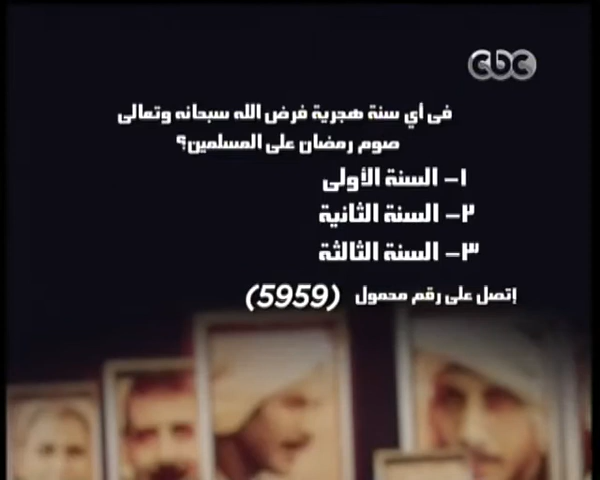 cbc
فى أي سنة هجرية فرض الله سبحانه وتعالى
صوم رمضان على المسلمين؟
١- السنة الأولى
٢- السنة الثانية
٣- السنة الثالثة
إتصل على رقم محمول (5959)